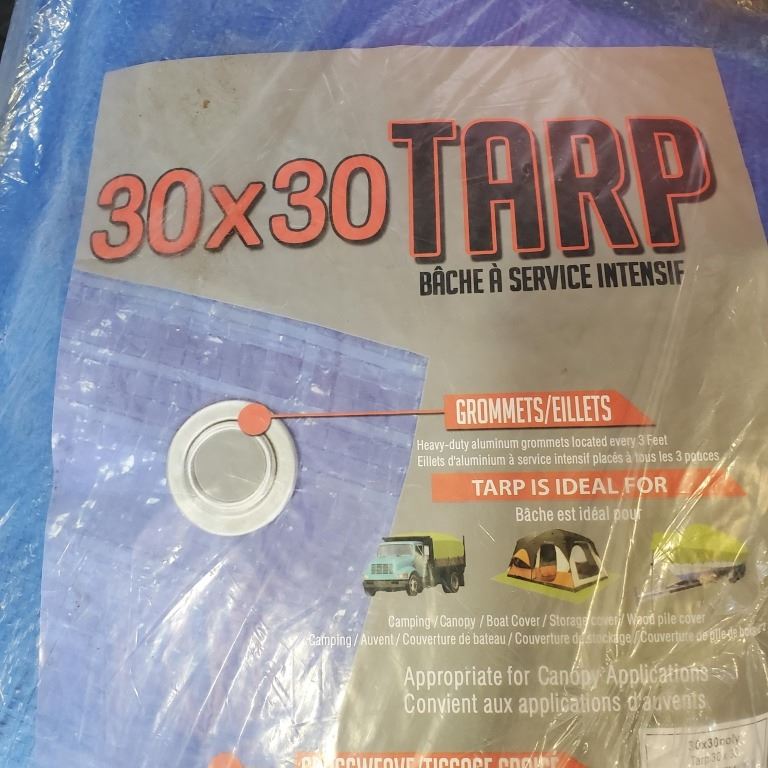 30x30 TARP
BÂCHE À SERVICE INTENSIF
GROMMETS/EILLETS
Heavy-duty aluminum grommets located every 3 Feet
Eillets d'aluminium à service intensif placés à tous les 3 pouces
TARP IS IDEAL FOR
Bâche est idéal pour
Camping / Canopy / Boat Cover / Storage cover / Wood pile cover
Camping / Auvent / Couverture de bateau / Couverture de stockage / Couverture de pile de bois
Appropriate for Canopy Applications
Convient aux applications d'auvents
30x30poly
Tarp 30 x 30